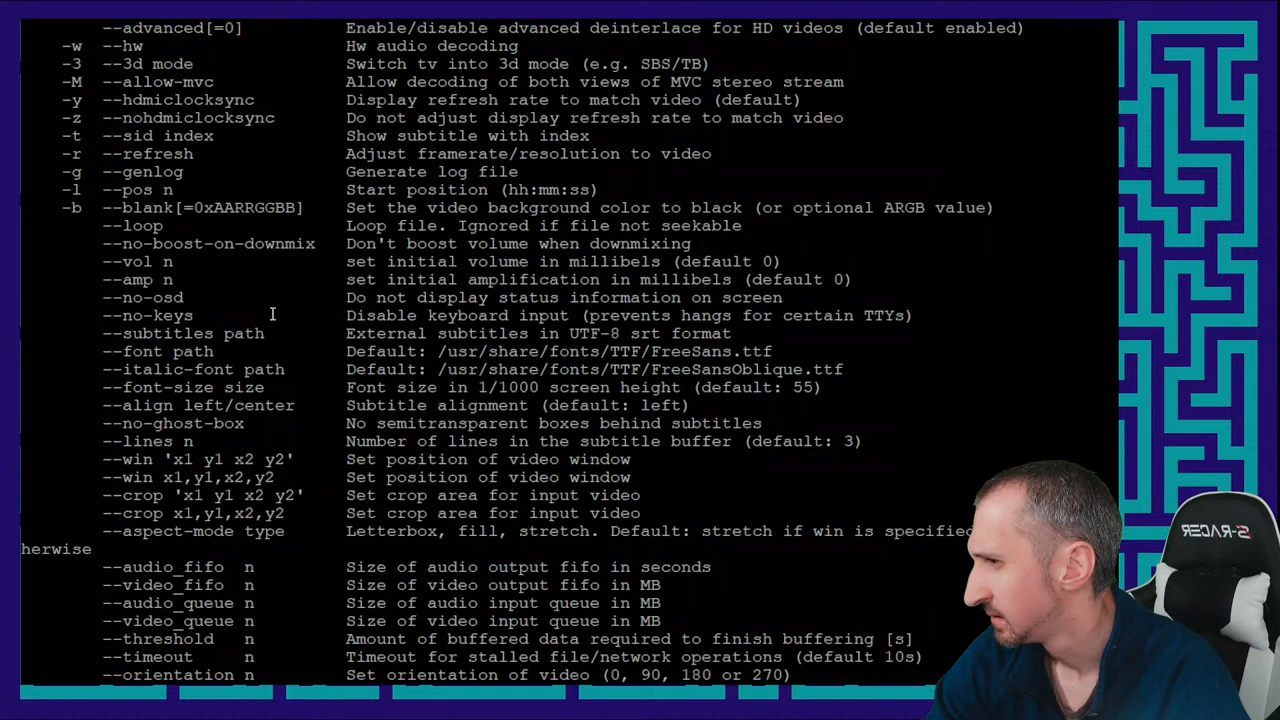 --advanced[=0] Enable/disable advanced deinterlace for HD videos (default enabled)
-w --hw Hw audio decoding
-3 --3d mode Switch tv into 3d mode (e.g. SBS/TB)
-M --allow-mvc Allow decoding of both views of MVC stereo stream
-y --hdmiclocksync Display refresh rate to match video (default)
-z --nohdmiclocksync Do not adjust display refresh rate to match video
-t --sid index Show subtitle with index
-r --refresh Adjust framerate/resolution to video
-g --genlog Generate log file
-l --pos n Start position (hh:mm:ss)
-b --blank[=0xAARRGGBB] Set the video background color to black (or optional ARGB value)
--loop Loop file. Ignored if file not seekable
--no-boost-on-downmix Don't boost volume when downmixing
--vol n set initial volume in millibels (default 0)
--amp n set initial amplification in millibels (default 0)
--no-osd Do not display status information on screen
--no-keys Disable keyboard input (prevents hangs for certain TTYs)
--subtitles path External subtitles in UTF-8 srt format
--font path Default: /usr/share/fonts/TTF/FreeSans.ttf
--italic-font path Default: /usr/share/fonts/TTF/FreeSansOblique.ttf
--font-size size Font size in 1/1000 screen height (default: 55)
--align left/center Subtitle alignment (default: left)
--no-ghost-box No semitransparent boxes behind subtitles
--lines n Number of lines in the subtitle buffer (default: 3)
--win 'x1 y1 x2 y2' Set position of video window
--win x1,y1,x2,y2 Set position of video window
--crop 'x1 y1 x2 y2' Set crop area for input video
--crop x1,y1,x2,y2 Set crop area for input video
--aspect-mode type Letterbox, fill, stretch. Default: stretch if win is specified
herwise
--audio_fifo n Size of audio output fifo in seconds
--video_fifo n Size of video output fifo in MB
--audio_queue n Size of audio input queue in MB
--video_queue n Size of video input queue in MB
--threshold n Amount of buffered data required to finish buffering [s]
--timeout n Timeout for stalled file/network operations (default 10s)
--orientation n Set orientation of video (0, 90, 180 or 270)
S-RACER